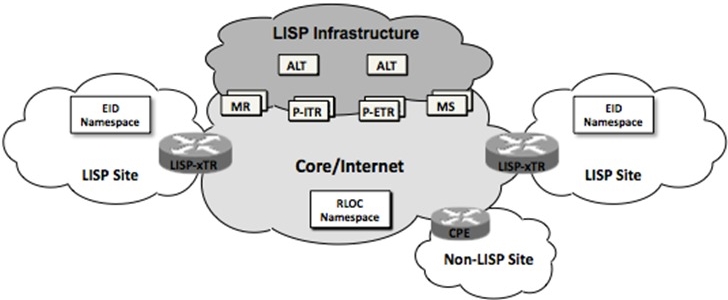 LISP Infrastructure
ALT
ALT
MR
P-ITR
P-ETR
MS
EID
Namespace
LISP-xTR
LISP Site
Core/Internet
RLOC
Namespace
EID
Namespace
LISP-xTR
LISP Site
CPE
Non-LISP Site